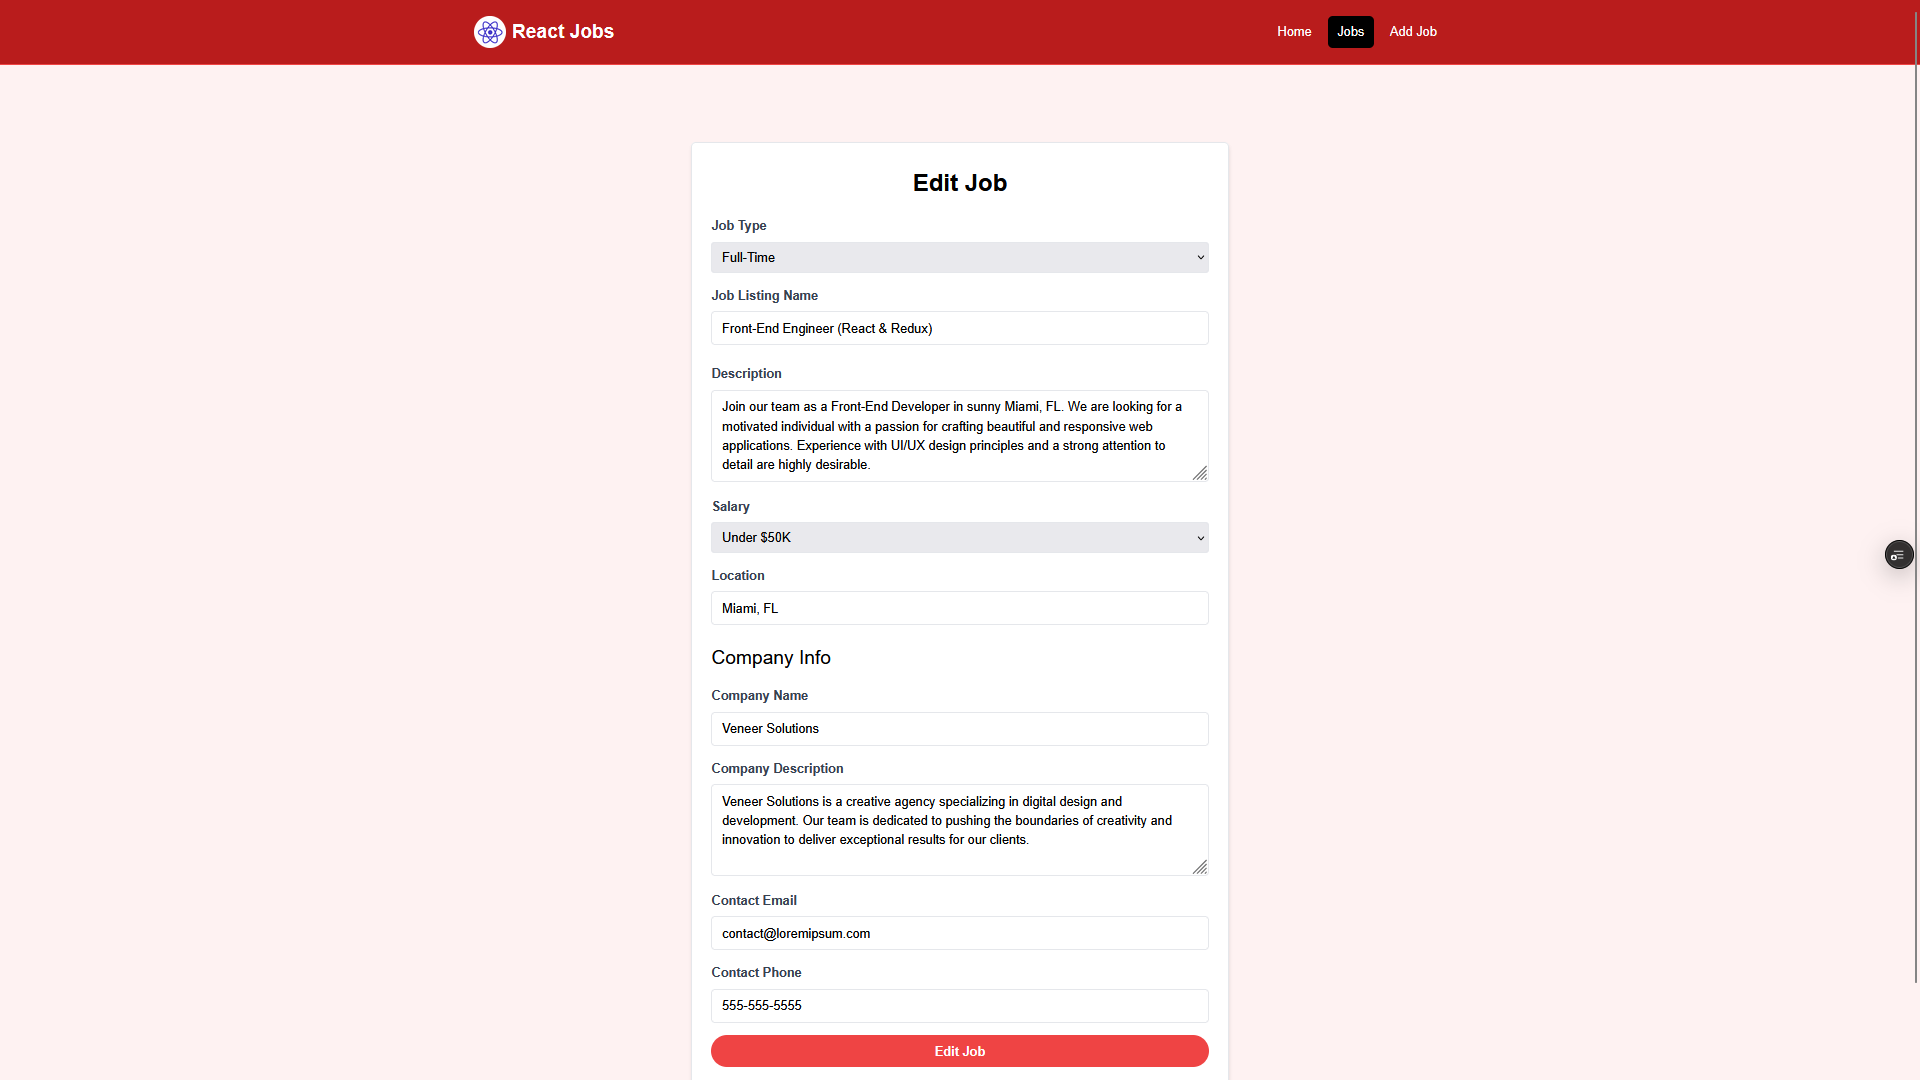 React Jobs
Home
Jobs
Add Job
Edit Job
Job Type
Full-Time
Job Listing Name
Front-End Engineer (React & Redux)
Description
Join our team as a Front-End Developer in sunny Miami, FL. We are looking for a
motivated individual with a passion for crafting beautiful and responsive web
applications. Experience with UI/UX design principles and a strong attention to
detail are highly desirable.
Salary
Under $50K
Location
Miami, FL
Company Info
Company Name
Veneer Solutions
Company Description
Veneer Solutions is a creative agency specializing in digital design and
development. Our team is dedicated to pushing the boundaries of creativity and
innovation to deliver exceptional results for our clients.
Contact Email
contact@loremipsum.com
Contact Phone
555-555-5555
Edit Job